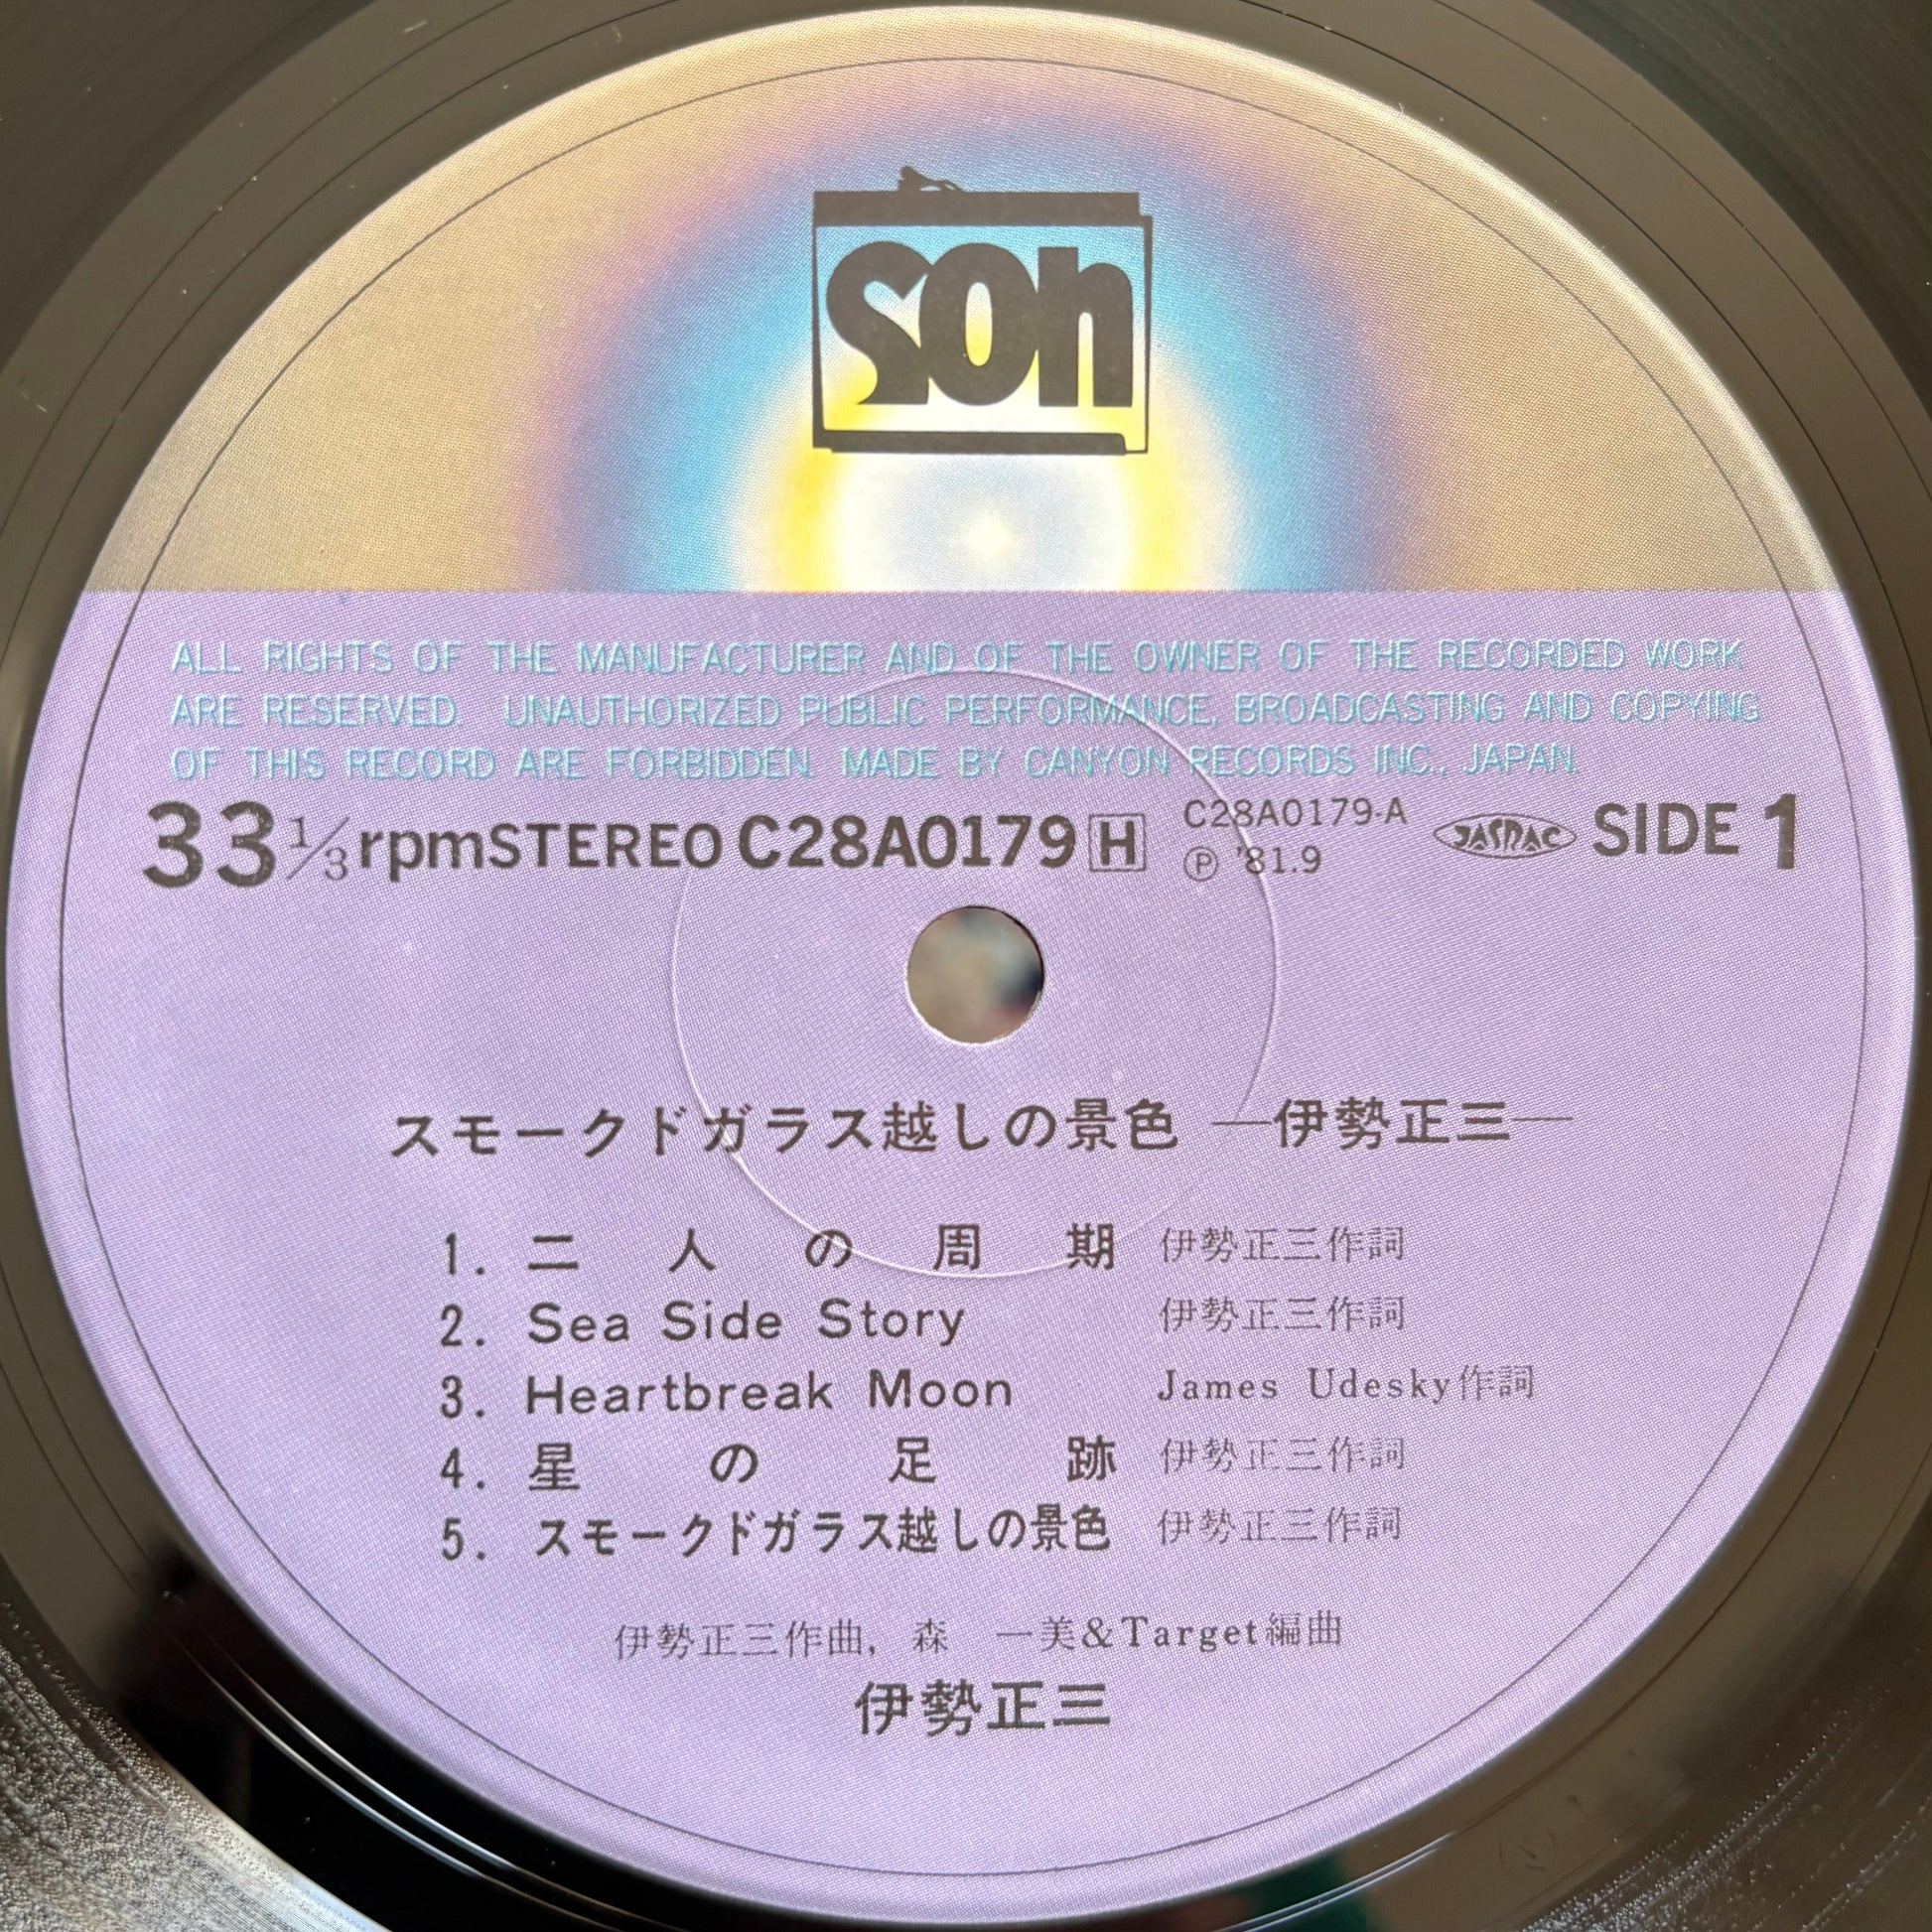 son
ALL RIGHTS OF THE MANUFACTURER AND OF THE OWNER OF THE RECORDED WORK
ARE RESERVED. UNAUTHORIZED PUBLIC PERFORMANCE, BROADCASTING AND COPYING
OF THIS RECORD ARE FORBIDDEN. MADE BY CANYON RECORDS INC., JAPAN.
33 1/3 rpm STEREO C28A0179 H C28A0179-A JASRAC SIDE 1
Ⓟ '81.9
スモークドガラス越しの景色 —伊勢正三—
1. 二人の周期 伊勢正三作詞
2. Sea Side Story 伊勢正三作詞
3. Heartbreak Moon James Udesky作詞
4. 星の足跡 伊勢正三作詞
5. スモークドガラス越しの景色 伊勢正三作詞
伊勢正三作曲, 森 一美&Target編曲
伊勢正三